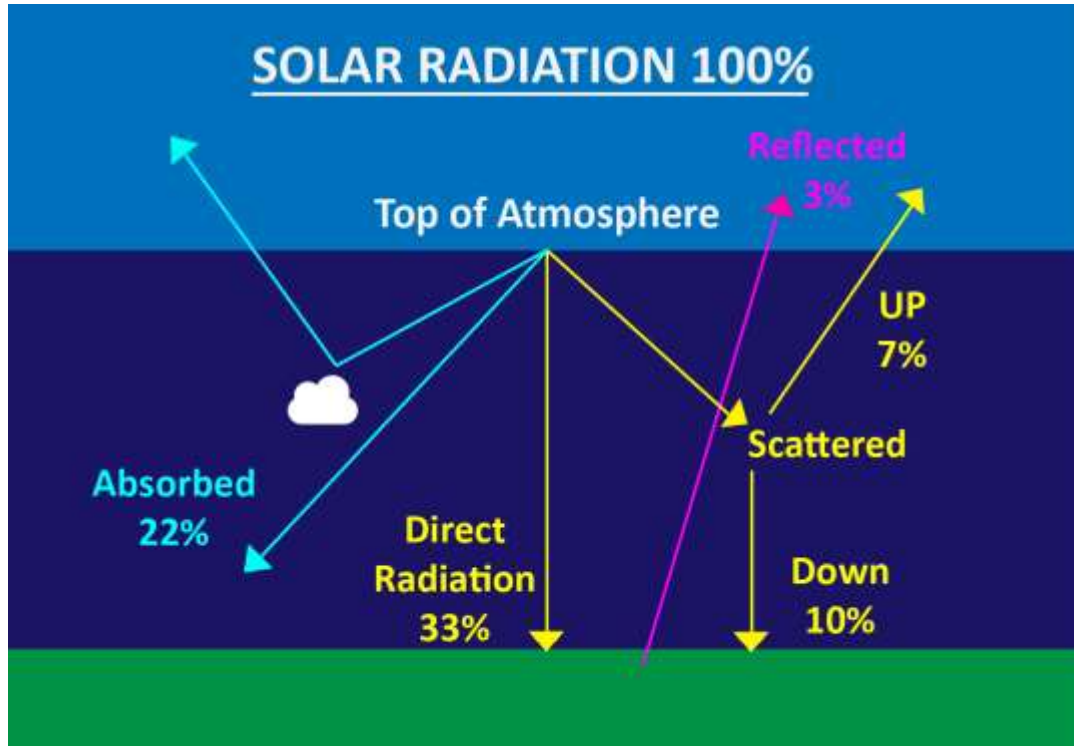 SOLAR RADIATION 100%
Reflected
3%
Top of Atmosphere
UP
7%
Scattered
Absorbed
22%
Direct
Radiation
33%
Down
10%